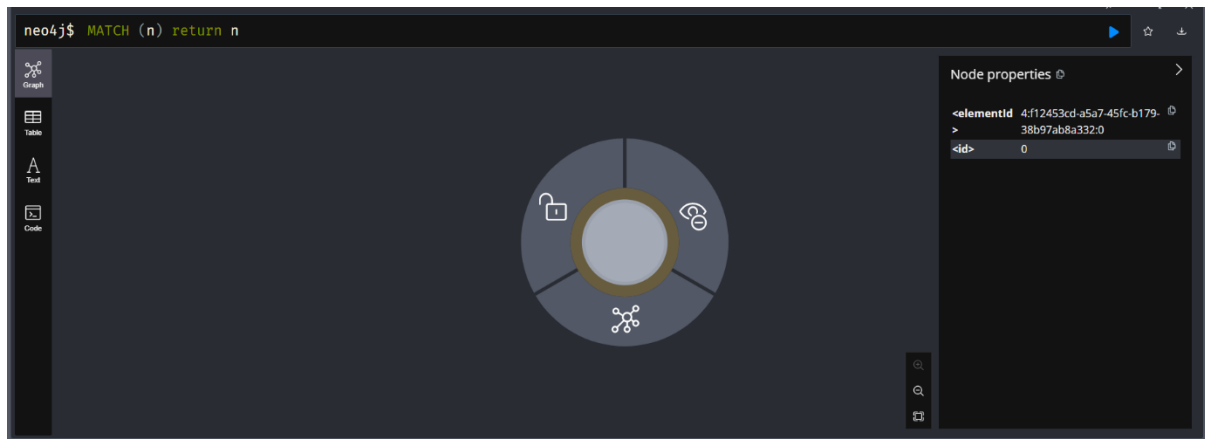 neo4j$ MATCH (n) return n
Graph
Table
A
Text
Code
Node properties
<elementId> 4:f12453cd-a5a7-45fc-b179-38b97ab8a332:0
<id> 0